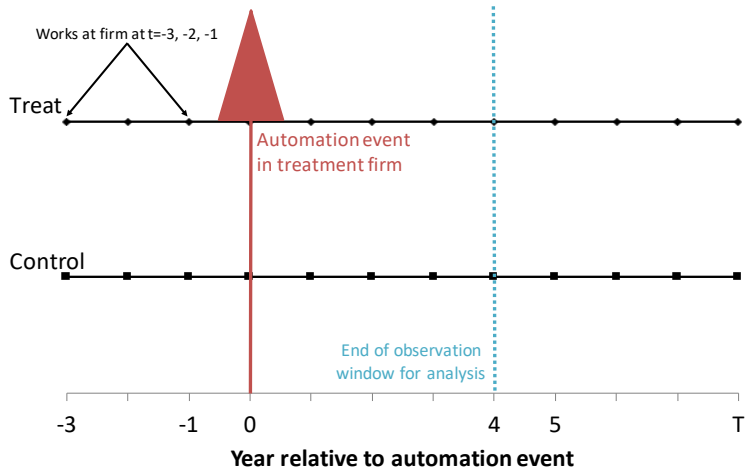 Works at firm at t=-3, -2, -1
Treat
Automation event
in treatment firm
Control
End of observation
window for analysis
-3 -1 0 4 5 T
Year relative to automation event